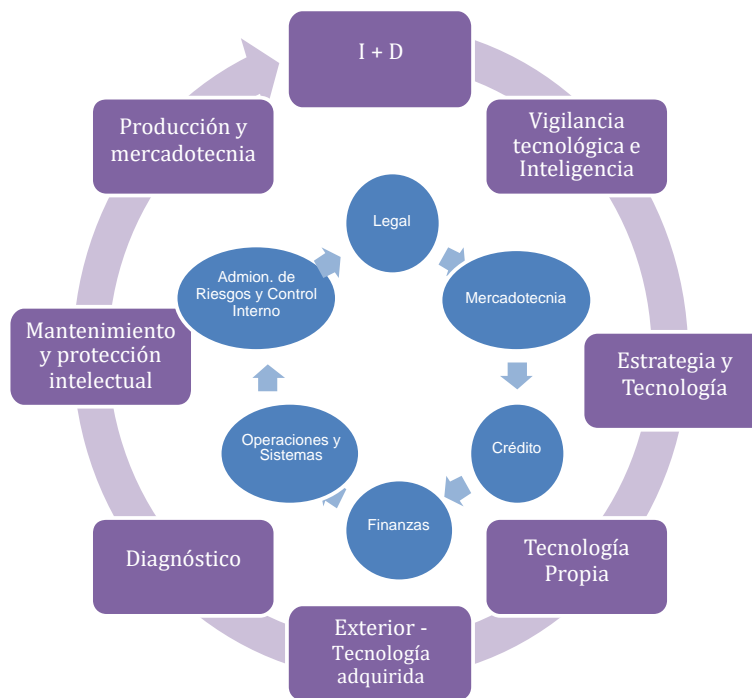 I + D
Vigilancia
tecnológica e
Inteligencia
Estrategia y
Tecnología
Tecnología
Propia
Exterior -
Tecnología
adquirida
Diagnóstico
Mantenimiento
y protección
intelectual
Producción y
mercadotecnia
Legal
Mercadotecnia
Crédito
Finanzas
Operaciones y
Sistemas
Admion. de
Riesgos y Control
Interno